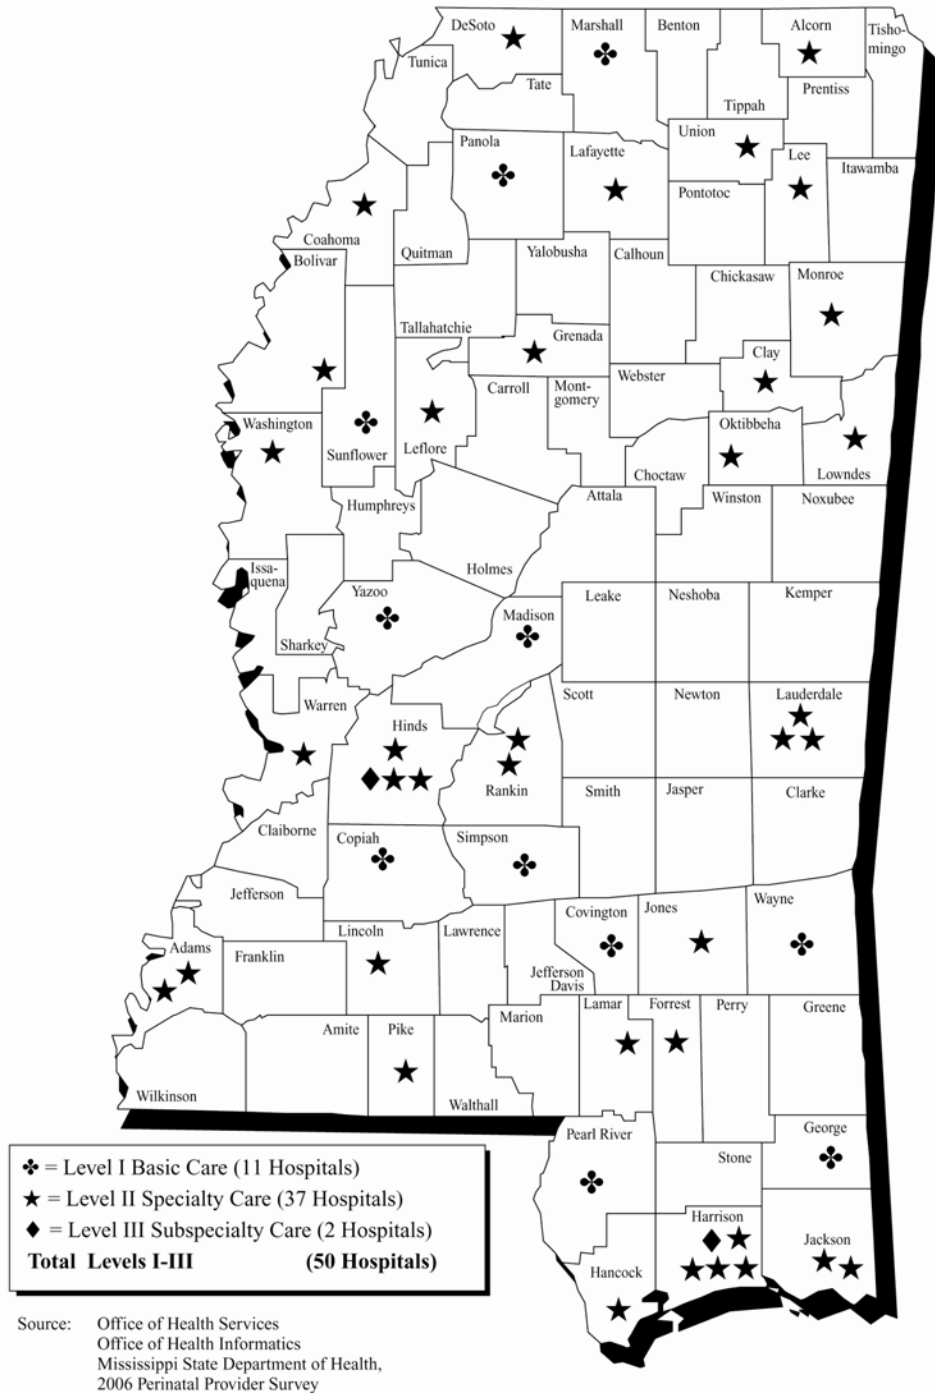 DeSoto
Marshall
Benton
Alcorn
Tisho-
mingo
Tunica
Tate
Tippah
Prentiss
Panola
Lafayette
Union
Lee
Itawamba
Pontotoc
Coahoma
Quitman
Bolivar
Yalobusha
Calhoun
Chickasaw
Monroe
Tallahatchie
Grenada
Clay
Carroll
Mont-
gomery
Webster
Washington
Sunflower
Leflore
Oktibbeha
Choctaw
Lowndes
Humphreys
Attala
Winston
Noxubee
Holmes
Issa-
quena
Yazoo
Sharkey
Madison
Leake
Neshoba
Kemper
Warren
Hinds
Rankin
Scott
Newton
Lauderdale
Smith
Jasper
Clarke
Claiborne
Copiah
Simpson
Jefferson
Covington
Jones
Wayne
Adams
Franklin
Lincoln
Lawrence
Jefferson
Davis
Wilkinson
Amite
Pike
Walthall
Marion
Lamar
Forrest
Perry
Greene
Pearl River
Stone
George
Hancock
Harrison
Jackson
✤ = Level I Basic Care (11 Hospitals)
★ = Level II Specialty Care (37 Hospitals)
♦ = Level III Subspecialty Care (2 Hospitals)
Total Levels I-III (50 Hospitals)
Source: Office of Health Services
Office of Health Informatics
Mississippi State Department of Health,
2006 Perinatal Provider Survey